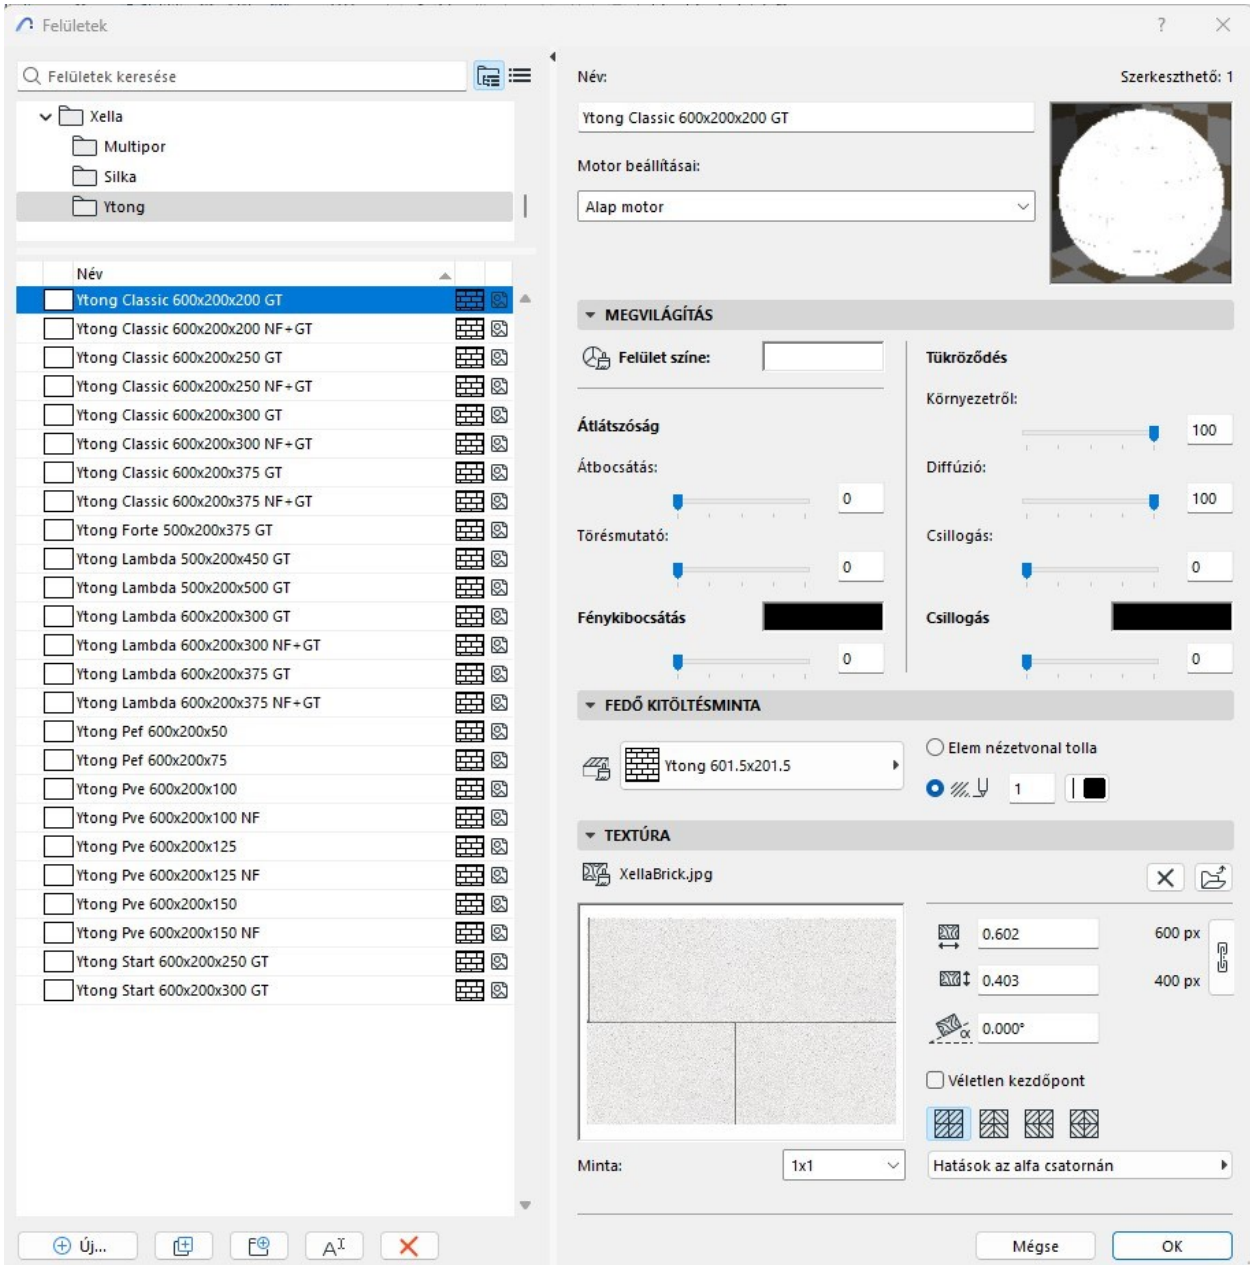 Felületek
?
Felületek keresése
Xella
Multipor
Silka
Ytong
Név
Ytong Classic 600x200x200 GT
Ytong Classic 600x200x200 NF+GT
Ytong Classic 600x200x250 GT
Ytong Classic 600x200x250 NF+GT
Ytong Classic 600x200x300 GT
Ytong Classic 600x200x300 NF+GT
Ytong Classic 600x200x375 GT
Ytong Classic 600x200x375 NF+GT
Ytong Forte 500x200x375 GT
Ytong Lambda 500x200x450 GT
Ytong Lambda 500x200x500 GT
Ytong Lambda 600x200x300 GT
Ytong Lambda 600x200x300 NF+GT
Ytong Lambda 600x200x375 GT
Ytong Lambda 600x200x375 NF+GT
Ytong Pef 600x200x50
Ytong Pef 600x200x75
Ytong Pve 600x200x100
Ytong Pve 600x200x100 NF
Ytong Pve 600x200x125
Ytong Pve 600x200x125 NF
Ytong Pve 600x200x150
Ytong Pve 600x200x150 NF
Ytong Start 600x200x250 GT
Ytong Start 600x200x300 GT
Új...
Név:
Szerkeszthető: 1
Ytong Classic 600x200x200 GT
Motor beállításai:
Alap motor
MEGVILÁGÍTÁS
Felület színe:
Átlátszóság
Átbocsátás:
0
Törésmutató:
0
Fénykibocsátás
0
Tükröződés
Környezetről:
100
Diffúzió:
100
Csillogás:
0
Csillogás
0
FEDŐ KITÖLTÉSMINTA
Ytong 601.5x201.5
Elem nézetvonal tolla
1
TEXTÚRA
XellaBrick.jpg
0.602
600 px
0.403
400 px
α
0.000°
Véletlen kezdőpont
Minta:
1x1
Hatások az alfa csatornán
Mégse
OK